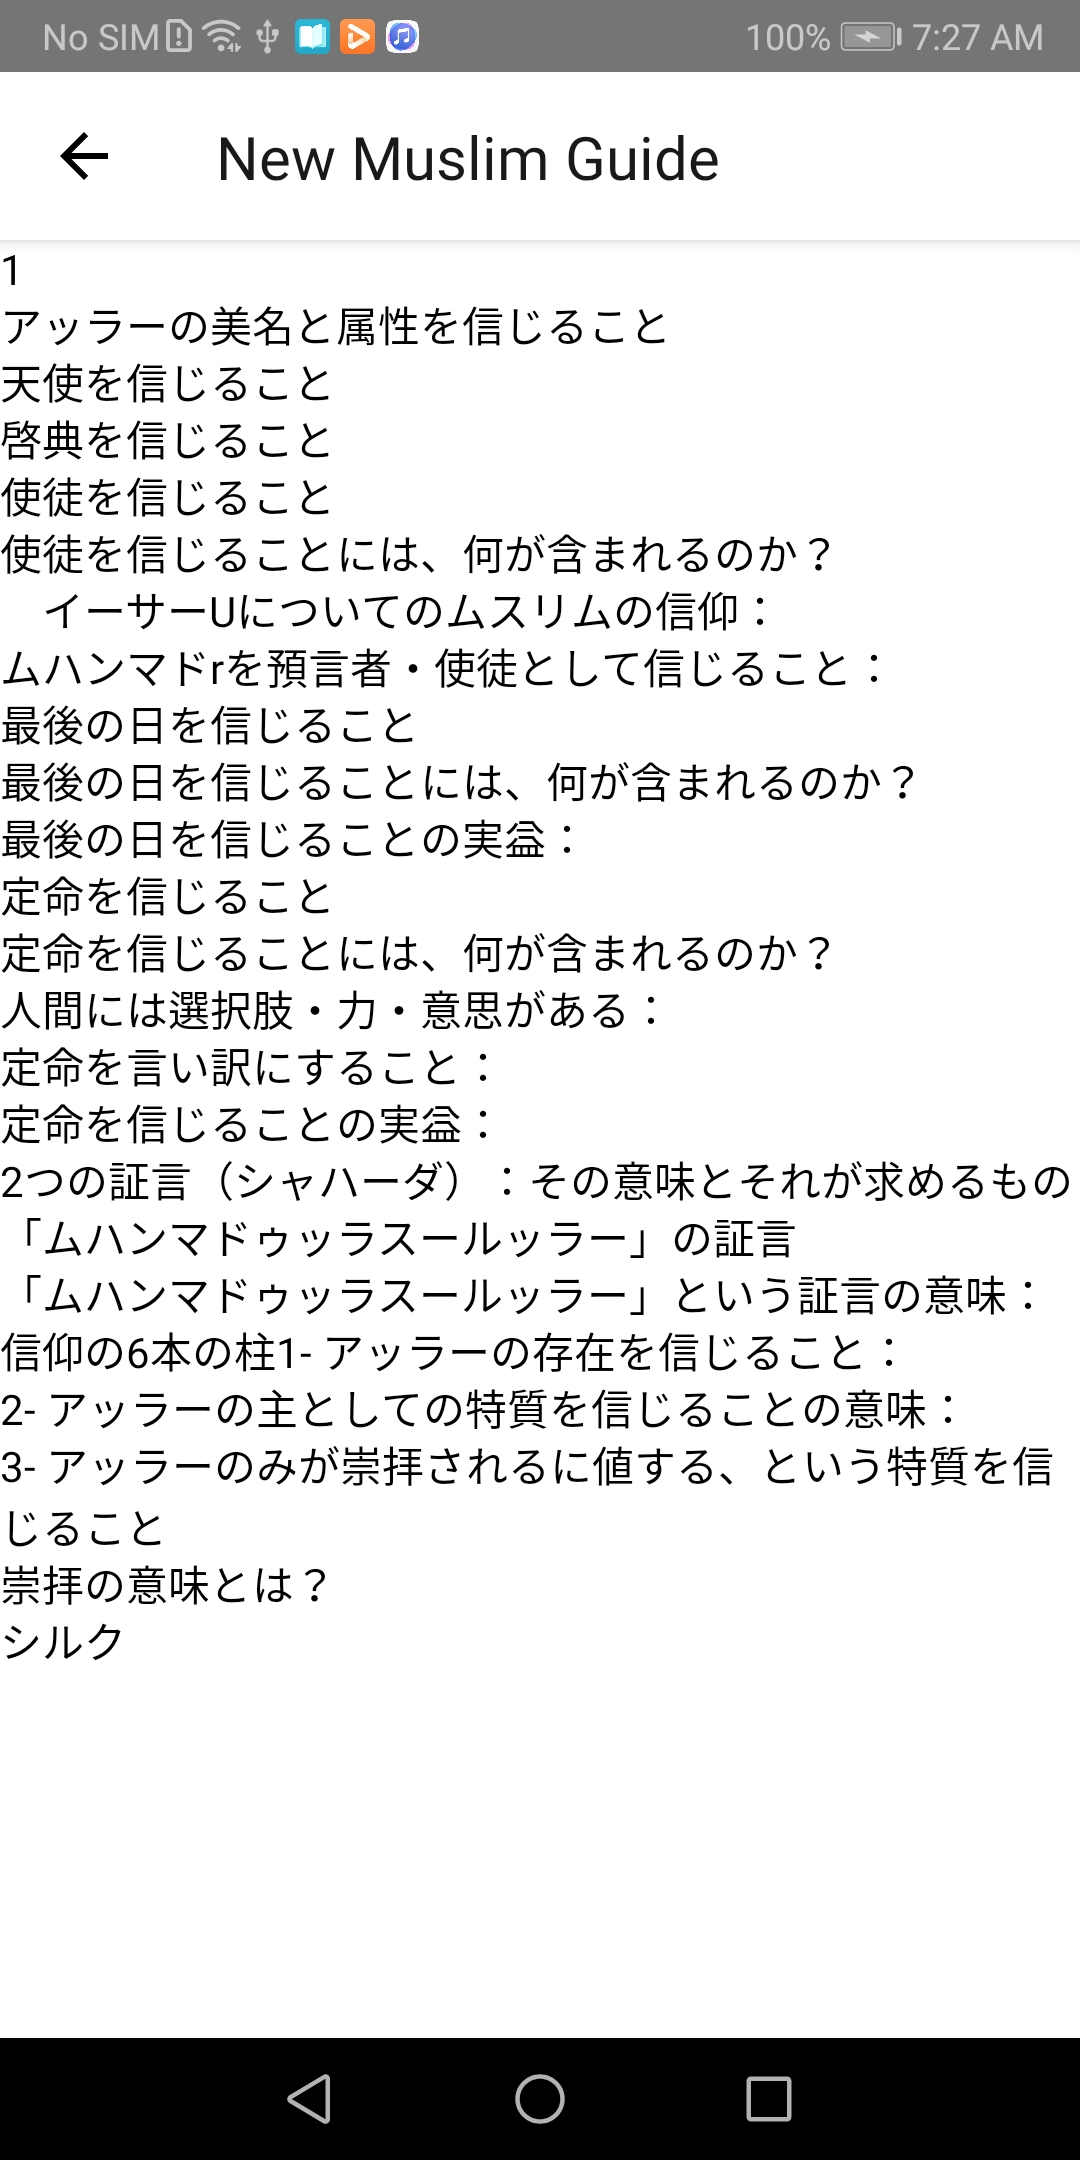 No SIM 100% 7:27 AM
New Muslim Guide
1
アッラーの美名と属性を信じること
天使を信じること
啓典を信じること
使徒を信じること
使徒を信じることには、何が含まれるのか？
　イーサーUについてのムスリムの信仰：
ムハンマドrを預言者・使徒として信じること：
最後の日を信じること
最後の日を信じることには、何が含まれるのか？
最後の日を信じることの実益：
定命を信じること
定命を信じることには、何が含まれるのか？
人間には選択肢・力・意思がある：
定命を言い訳にすること：
定命を信じることの実益：
2つの証言（シャハーダ）：その意味とそれが求めるもの
「ムハンマドゥッラスールッラー」の証言
「ムハンマドゥッラスールッラー」という証言の意味：
信仰の6本の柱1- アッラーの存在を信じること：
2- アッラーの主としての特質を信じることの意味：
3- アッラーのみが崇拝されるに値する、という特質を信
じること
崇拝の意味とは？
シルク